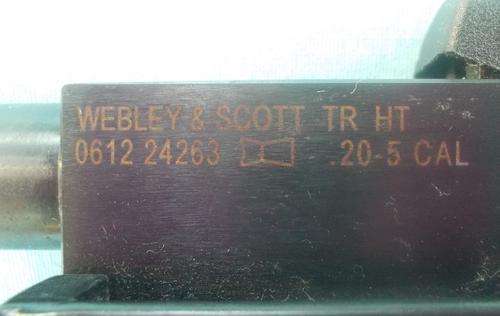 WEBLEY & SCOTT TR HT
0612 24263 .20-5 CAL